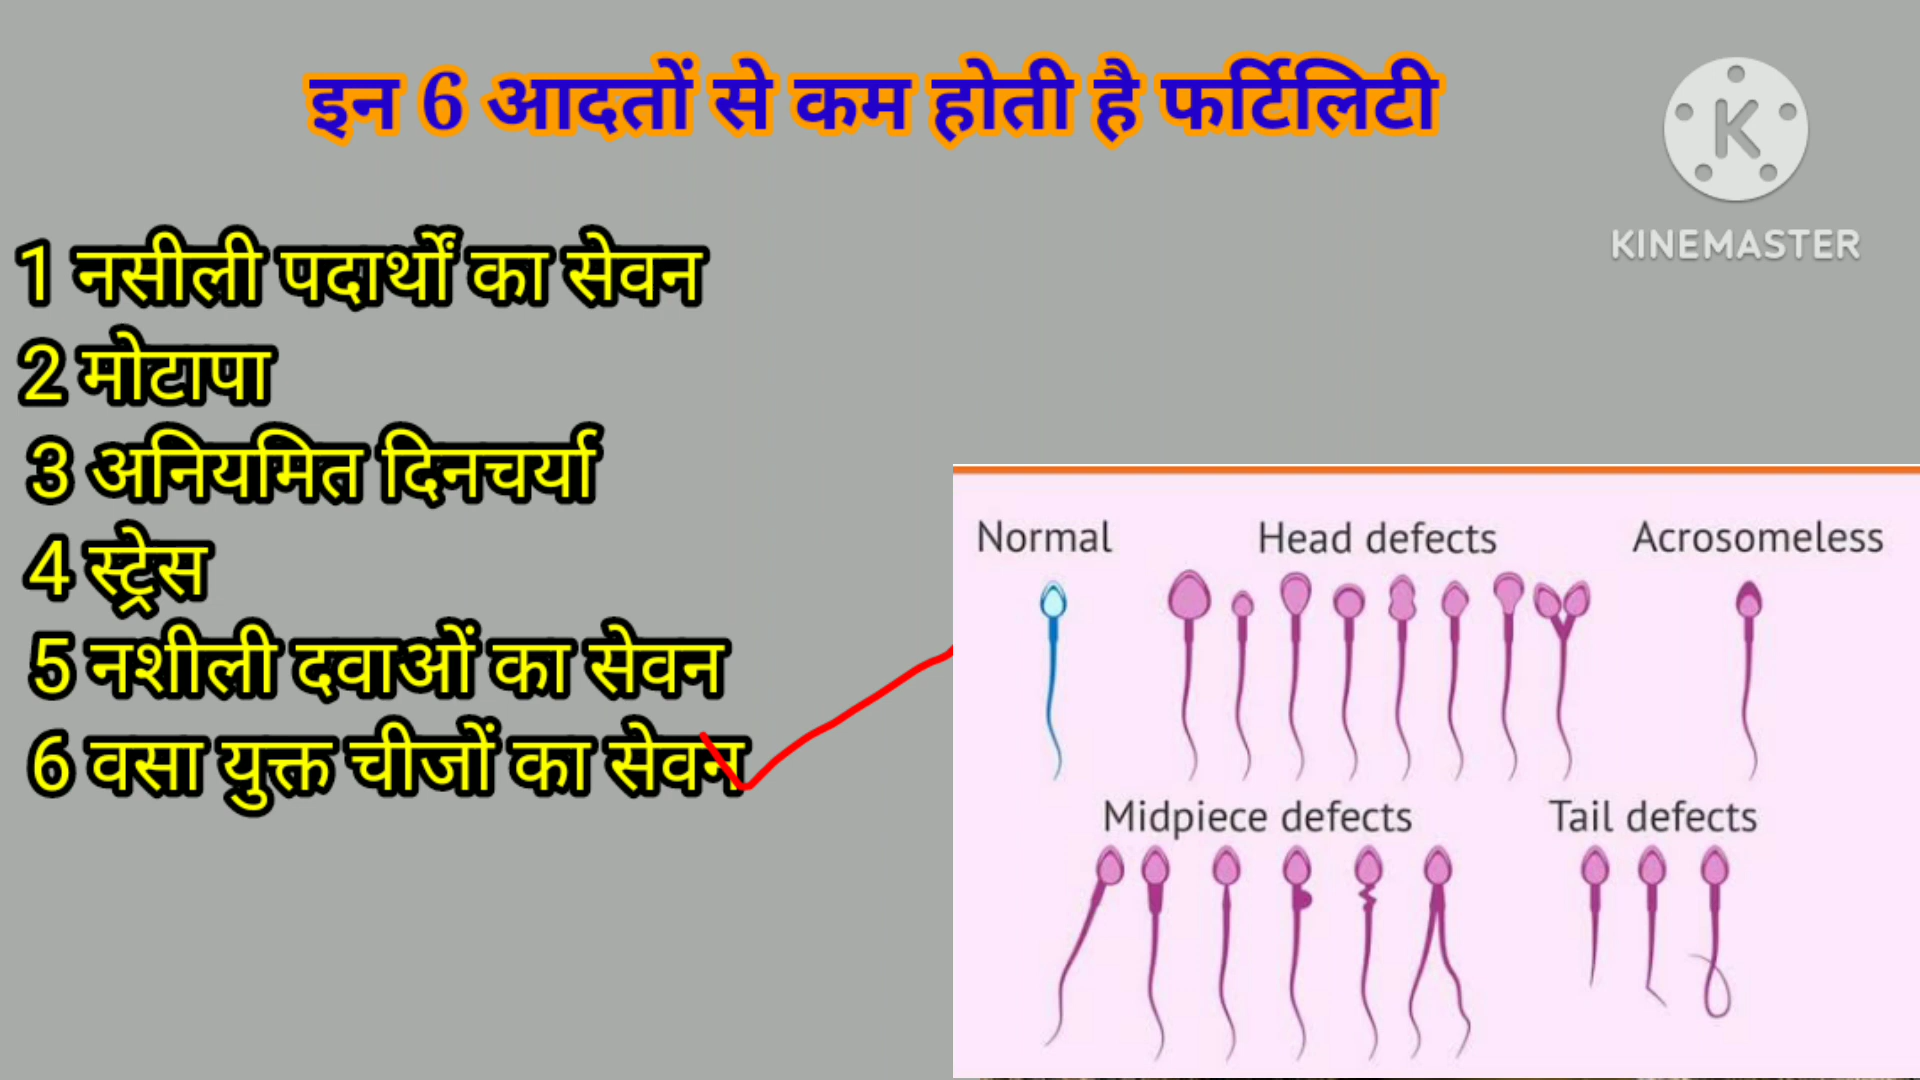 इन 6 आदतों से कम होती है फर्टिलिटी
KINEMASTER
1 नसीली पदार्थों का सेवन
2 मोटापा
3 अनियमित दिनचर्या
4 स्ट्रेस
5 नशीली दवाओं का सेवन
6 वसा युक्त चीजों का सेवन
Normal
Head defects
Acrosomeless
Midpiece defects
Tail defects